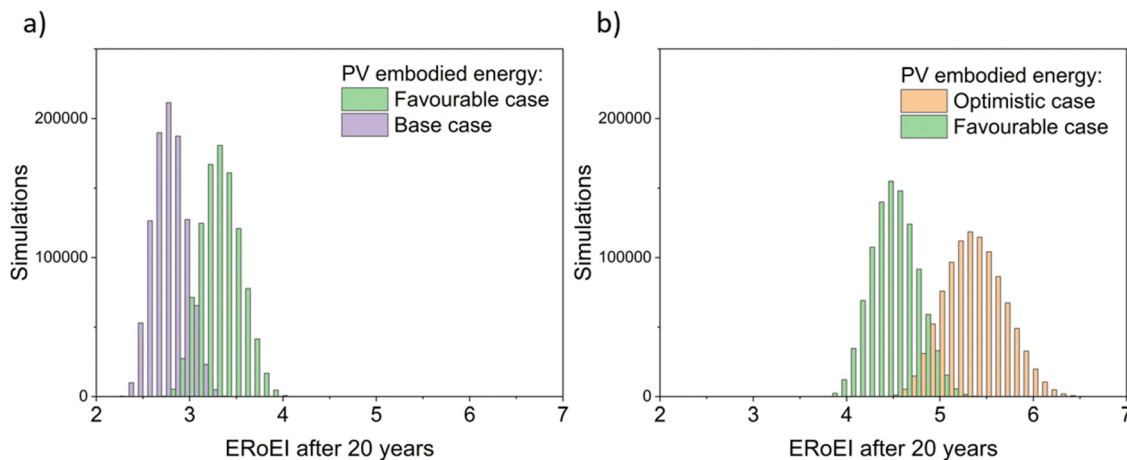 a)
PV embodied energy:
Favourable case
Base case
200000
100000
0
Simulations
2 3 4 5 6 7
ERoEI after 20 years
b)
PV embodied energy:
Optimistic case
Favourable case
200000
100000
0
Simulations
2 3 4 5 6 7
ERoEI after 20 years